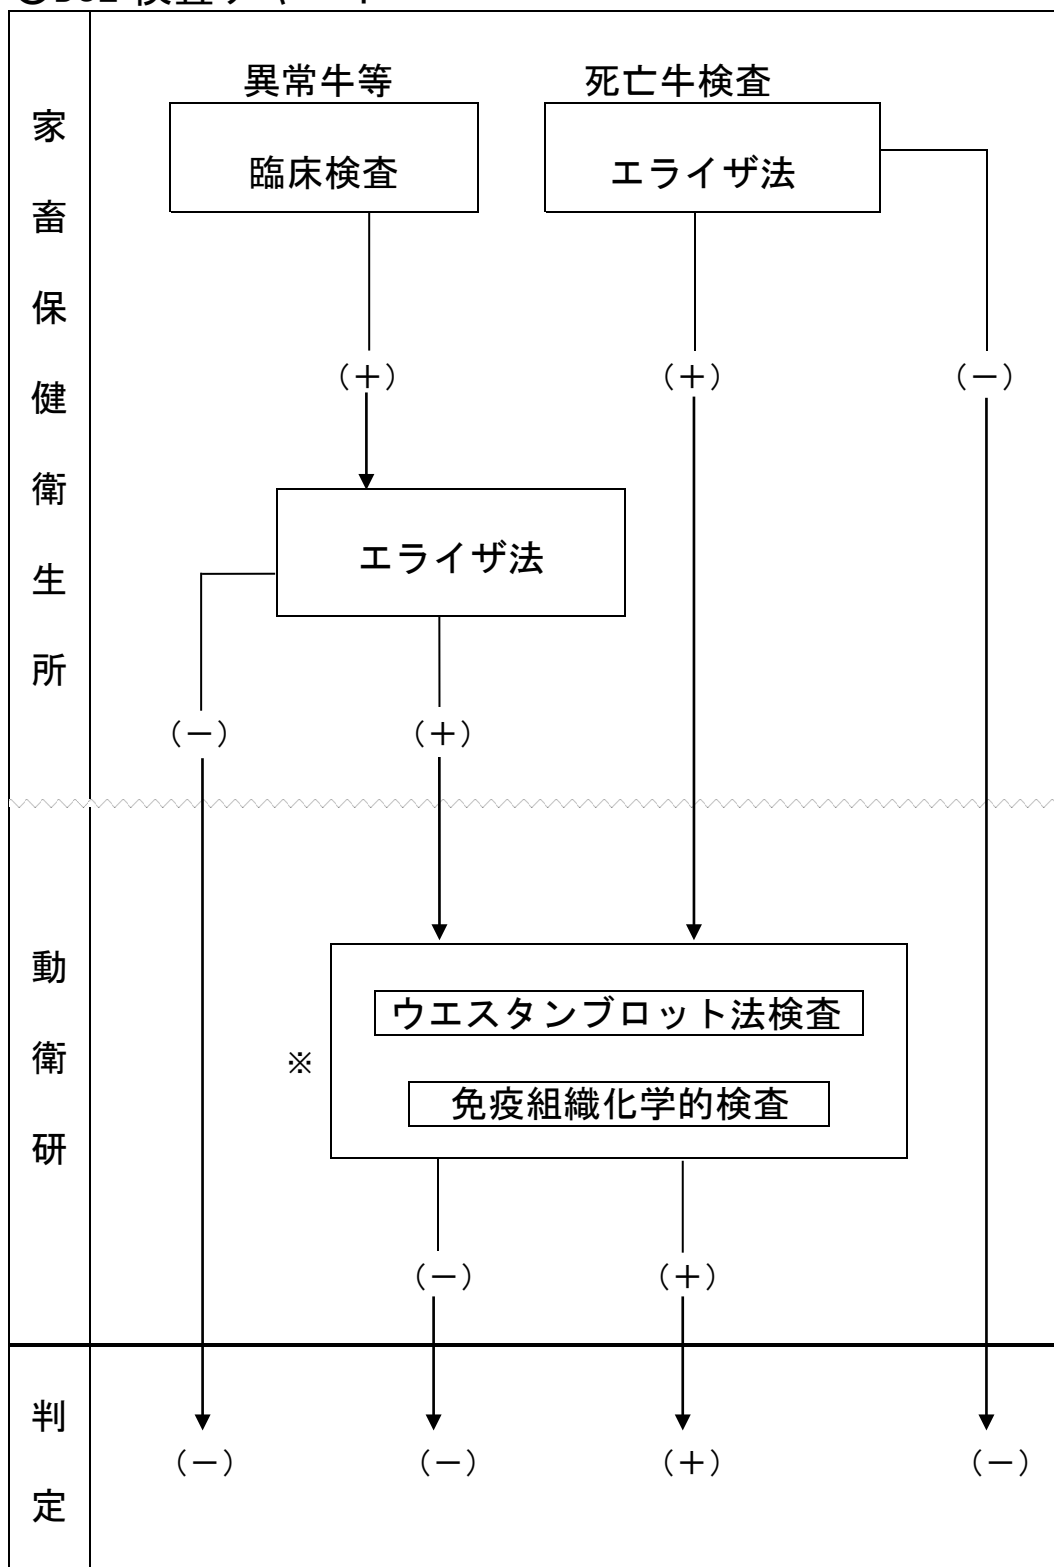 異常牛等
死亡牛検査
臨床検査
エライザ法
(+)
(+)
(-)
エライザ法
(-)
(+)
家畜保健衛生所
ウエスタンブロット法検査
※
免疫組織化学的検査
(-)
(+)
動衛研
(-)
(-)
(+)
(-)
判定